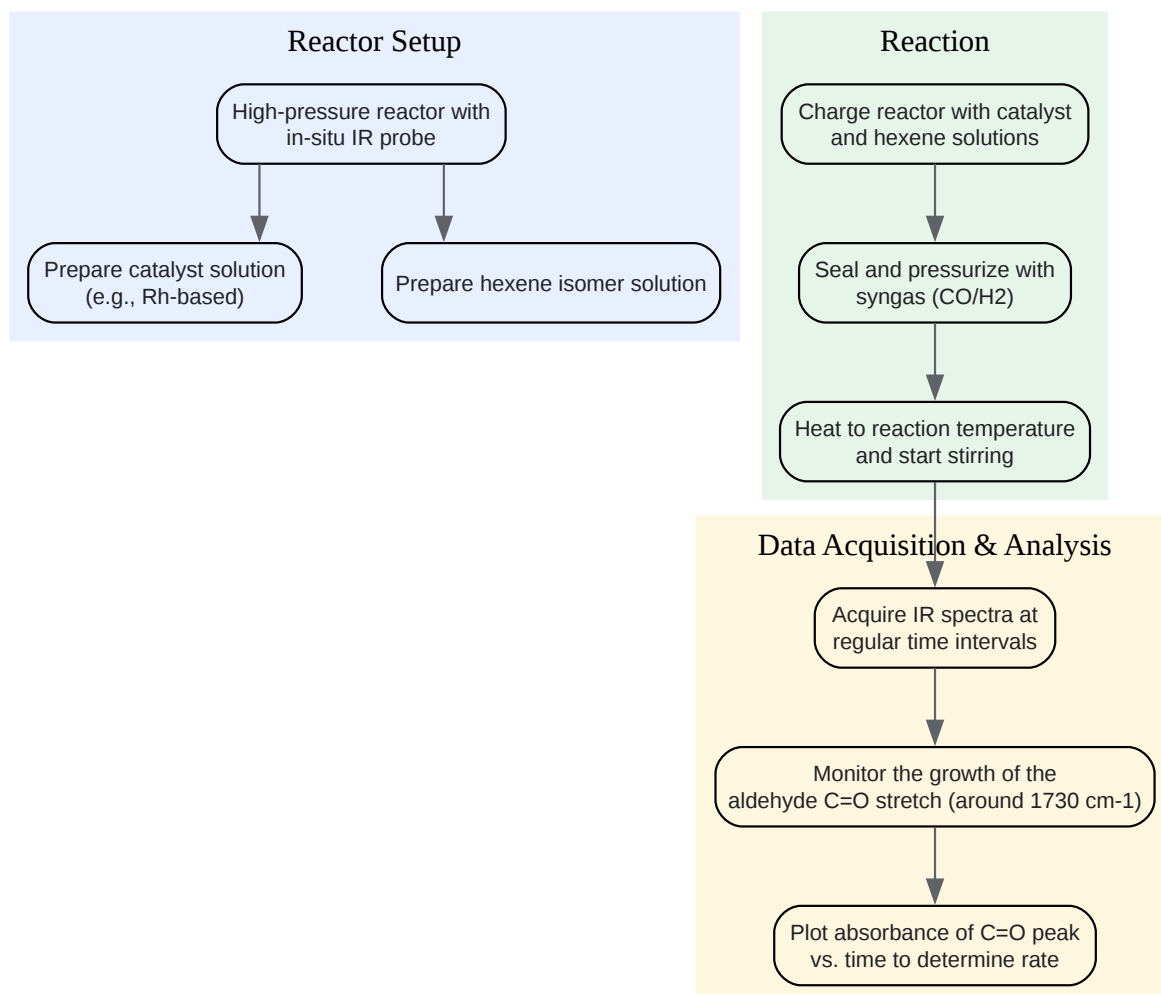 Reactor Setup
High-pressure reactor with
in-situ IR probe
Prepare catalyst solution
(e.g., Rh-based)
Prepare hexene isomer solution
Reaction
Charge reactor with catalyst
and hexene solutions
Seal and pressurize with
syngas (CO/H2)
Heat to reaction temperature
and start stirring
Data Acquisition & Analysis
Acquire IR spectra at
regular time intervals
Monitor the growth of the
aldehyde C=O stretch (around 1730 cm-1)
Plot absorbance of C=O peak
vs. time to determine rate